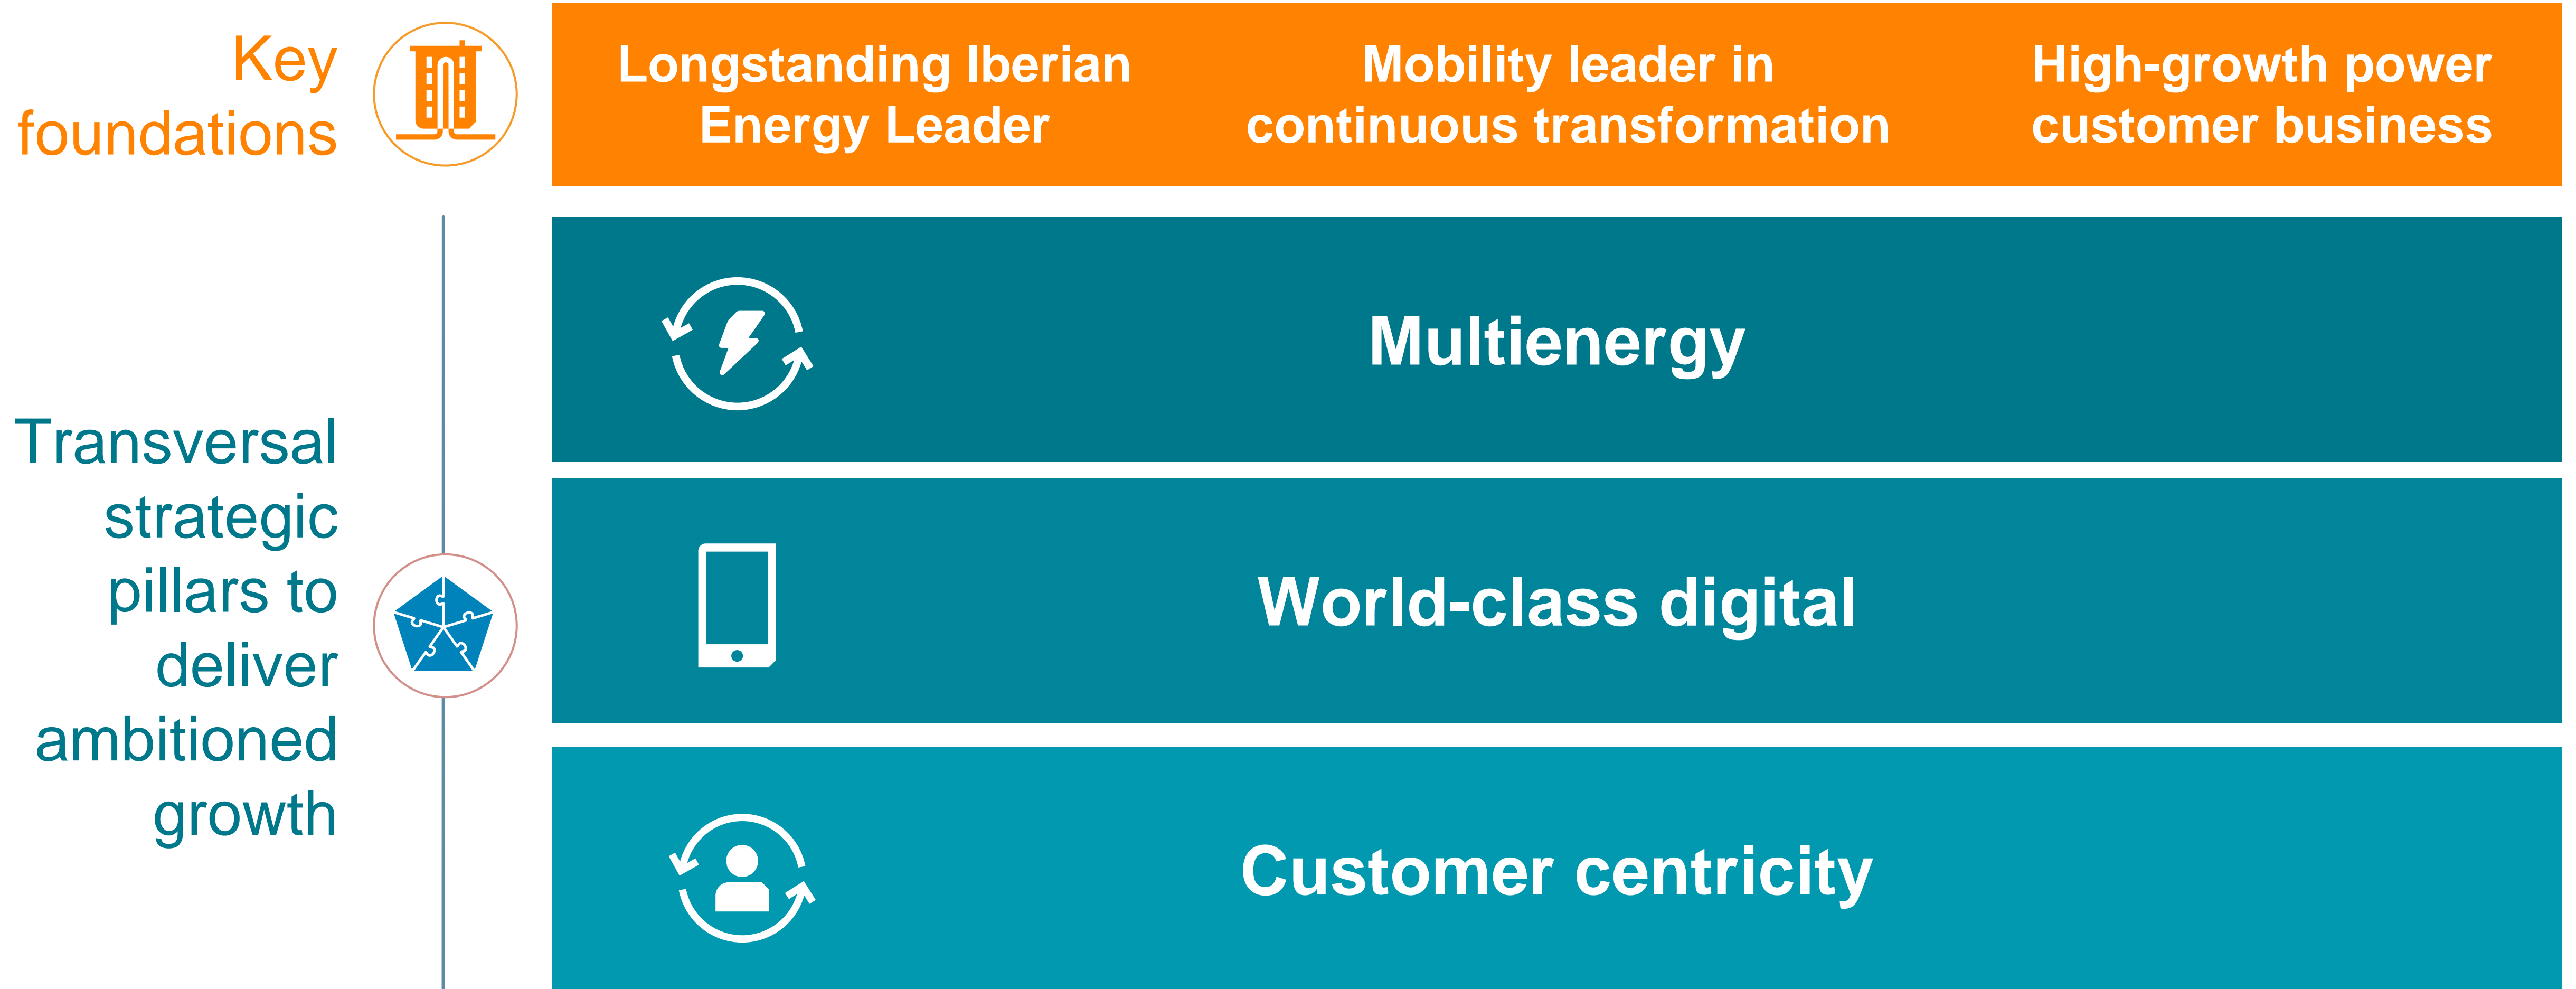 Key
foundations
Longstanding Iberian
Energy Leader
Mobility leader in
continuous transformation
High-growth power
customer business
Transversal
strategic
pillars to
deliver
ambitioned
growth
Multienergy
World-class digital
Customer centricity